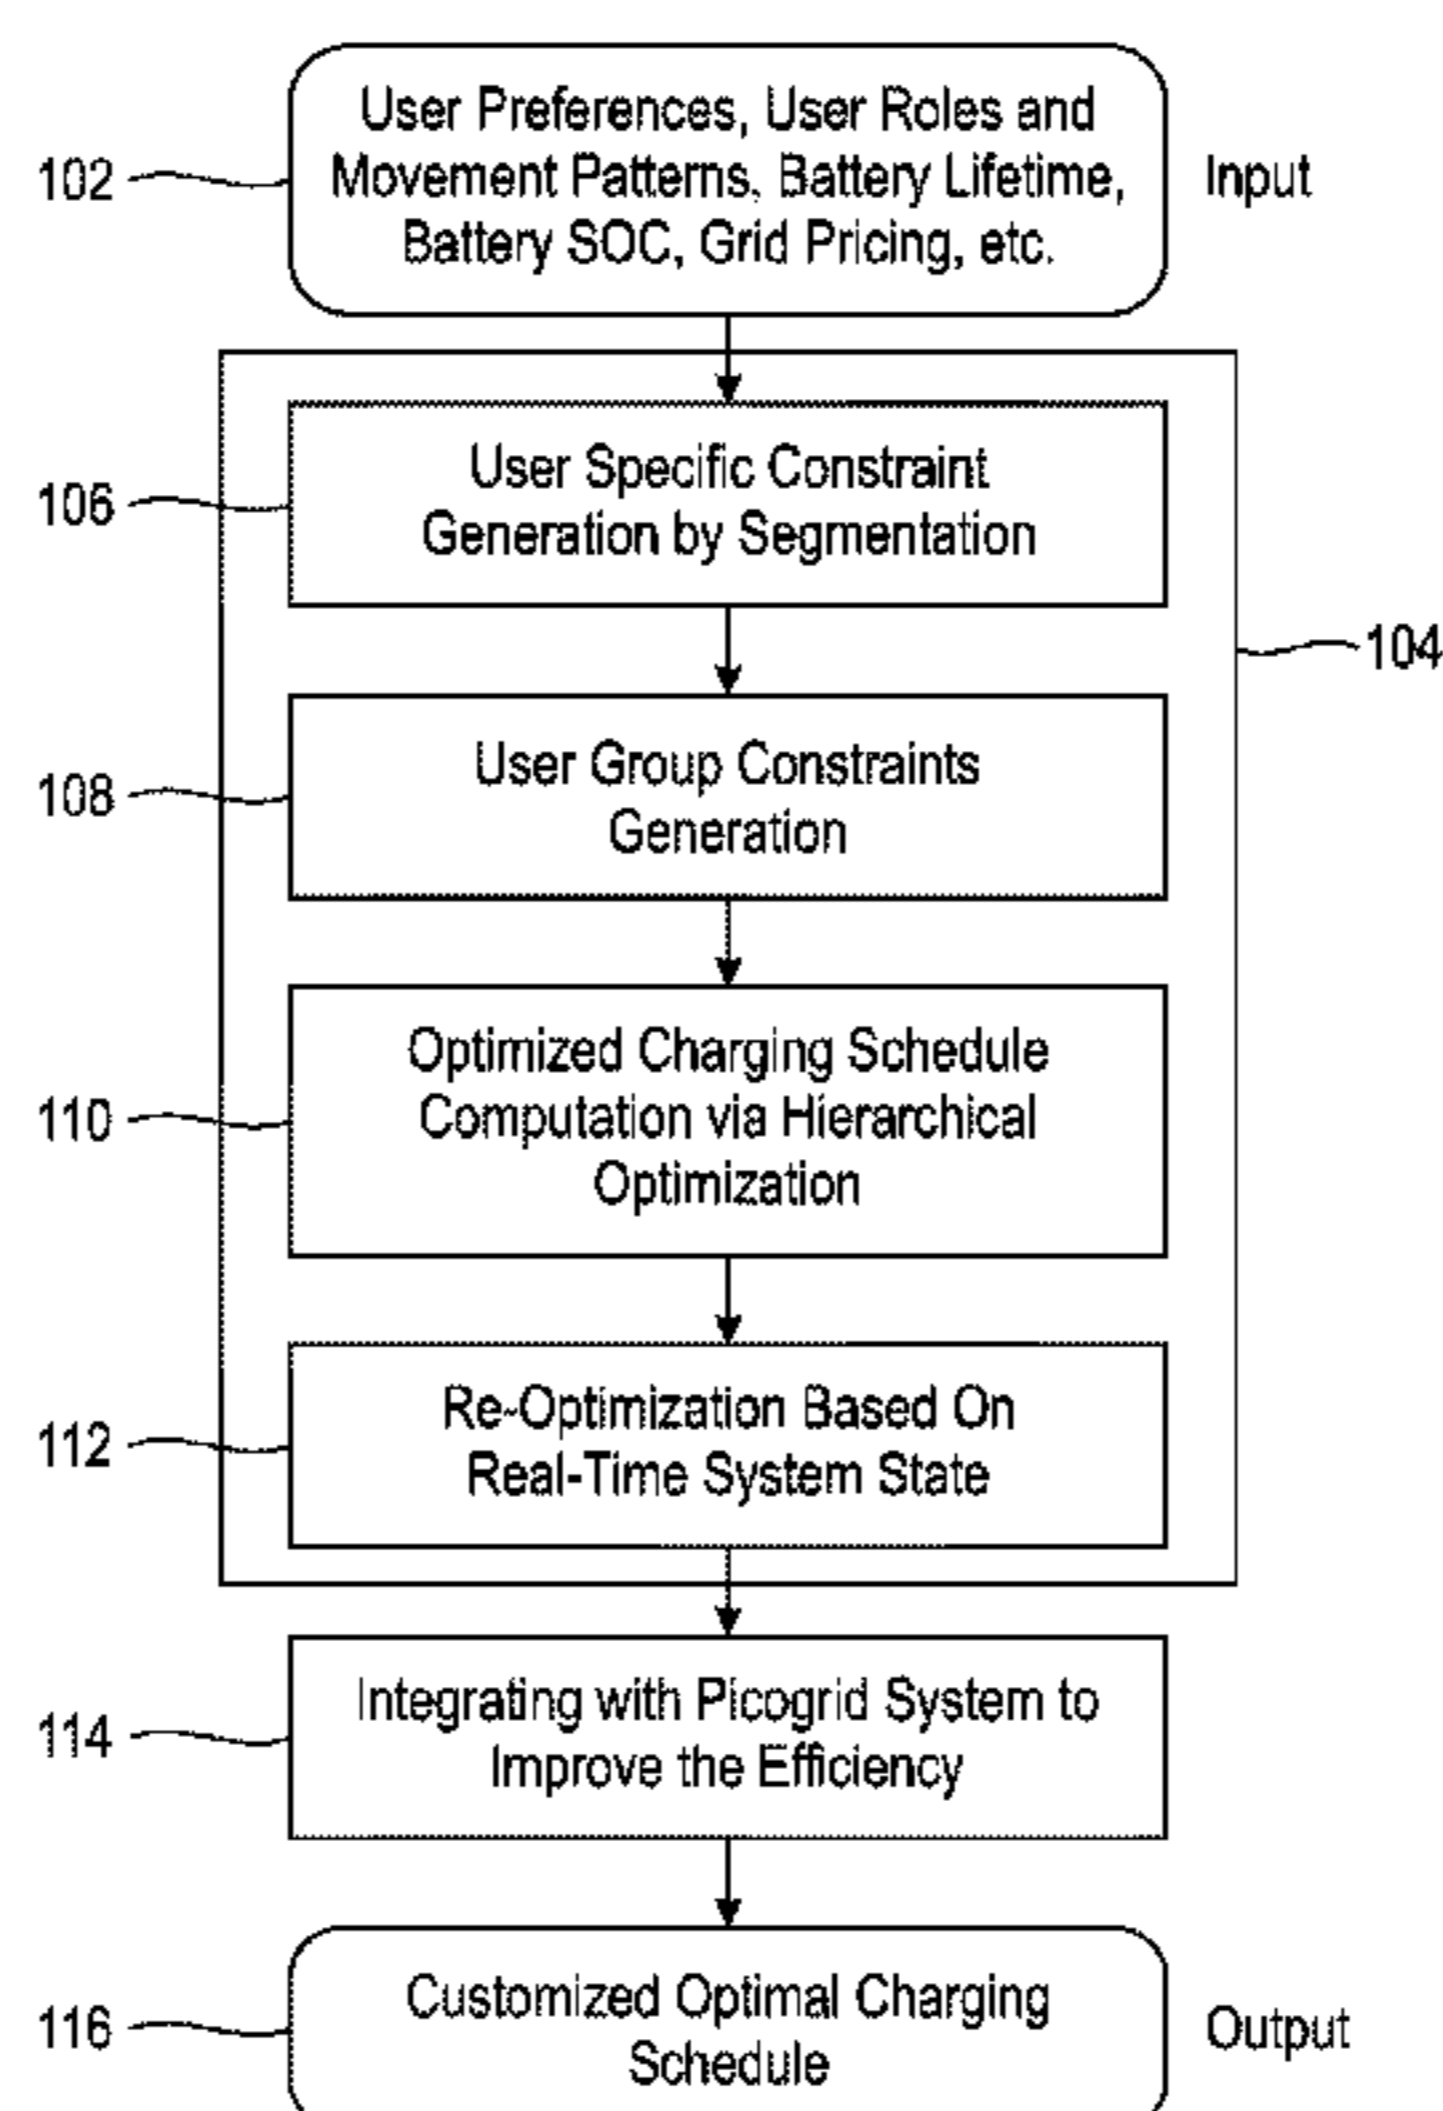 User Preferences, User Roles and
102
Movement Patterns, Battery Lifetime,
Input
Battery SOC, Grid Pricing, etc.
User Specific Constraint
106
Generation by Segmentation
104
User Group Constraints
108
Generation
Optimized Charging Schedule
110
Computation via Hierarchical
Optimization
Re-Optimization Based On
112
Real-Time System State
Integrating with Picogrid System to
114
Improve the Efficiency
Customized Optimal Charging
116
Output
Schedule